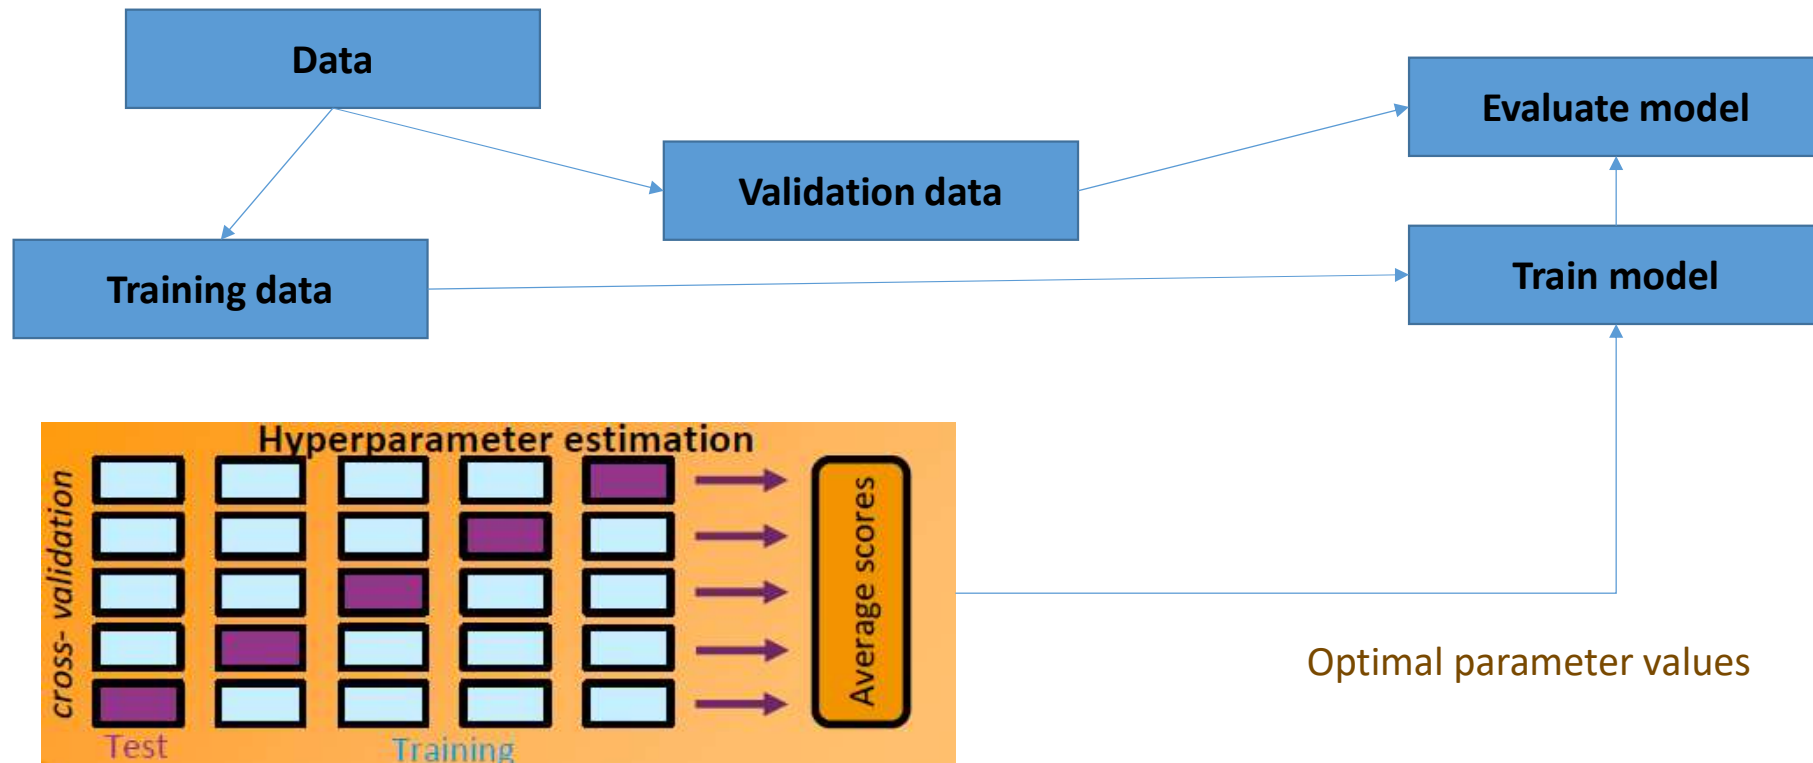 Data
Evaluate model
Validation data
Training data
Train model
Hyperparameter estimation
cross- validation
Average scores
Optimal parameter values
Test
Training